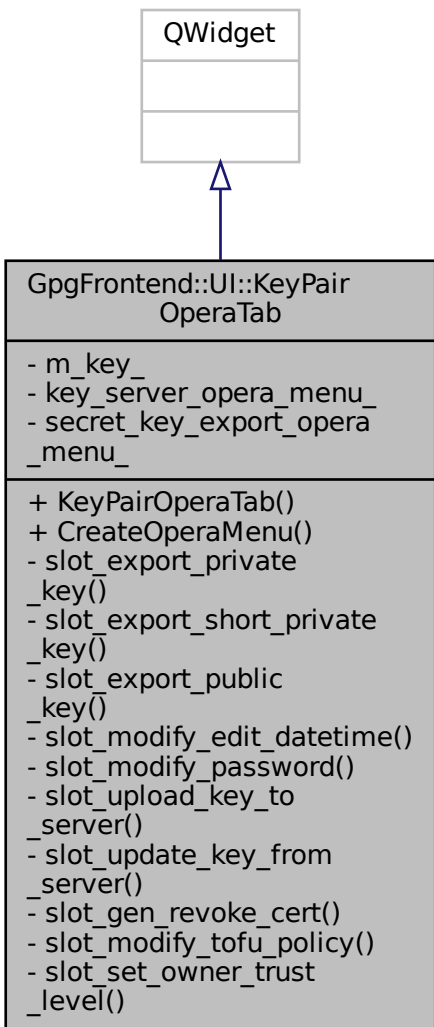 QWidget
GpgFrontend::UI::KeyPair
OperaTab
- m_key_
- key_server_opera_menu_
- secret_key_export_opera
_menu_
+ KeyPairOperaTab()
+ CreateOperaMenu()
- slot_export_private
_key()
- slot_export_short_private
_key()
- slot_export_public
_key()
- slot_modify_edit_datetime()
- slot_modify_password()
- slot_upload_key_to
_server()
- slot_update_key_from
_server()
- slot_gen_revoke_cert()
- slot_modify_tofu_policy()
- slot_set_owner_trust
_level()